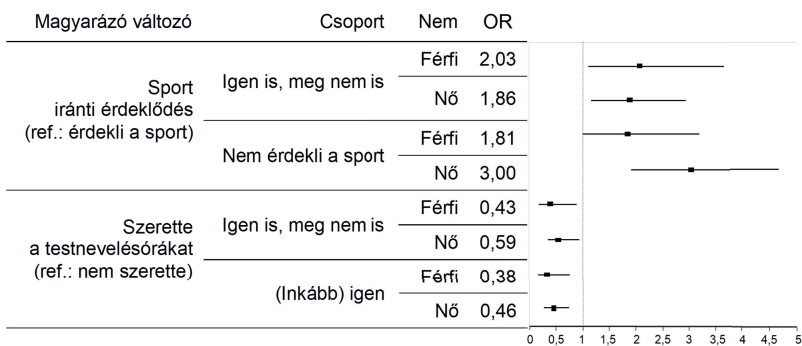 Magyarázó változó Csoport Nem OR
Sport
iránti érdeklődés
(ref.: érdekli a sport)
Igen is, meg nem is
Férfi 2,03
Nő 1,86
Nem érdekli a sport
Férfi 1,81
Nő 3,00
Szerette
a testnevelésórákat
(ref.: nem szerette)
Igen is, meg nem is
Férfi 0,43
Nő 0,59
(Inkább) igen
Férfi 0,38
Nő 0,46
0 0,5 1 1,5 2 2,5 3 3,5 4 4,5 5